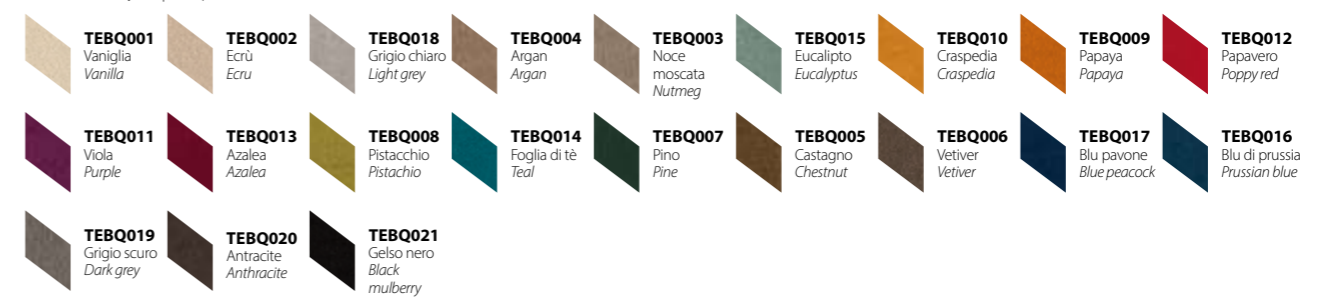 TEBQ001
Vaniglia
Vanilla
TEBQ002
Ecrù
Ecru
TEBQ018
Grigio chiaro
Light grey
TEBQ004
Argan
Argan
TEBQ003
Noce
moscata
Nutmeg
TEBQ015
Eucalipto
Eucalyptus
TEBQ010
Craspedia
Craspedia
TEBQ009
Papaya
Papaya
TEBQ012
Papavero
Poppy red
TEBQ011
Viola
Purple
TEBQ013
Azalea
Azalea
TEBQ008
Pistacchio
Pistachio
TEBQ014
Foglia di tè
Teal
TEBQ007
Pino
Pine
TEBQ005
Castagno
Chestnut
TEBQ006
Vetiver
Vetiver
TEBQ017
Blu pavone
Blue peacock
TEBQ016
Blu di prussia
Prussian blue
TEBQ019
Grigio scuro
Dark grey
TEBQ020
Antracite
Anthracite
TEBQ021
Gelso nero
Black
mulberry